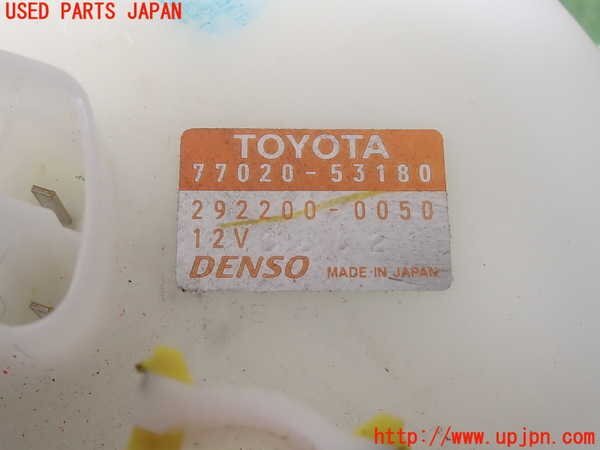 USED PARTS JAPAN
TOYOTA
77020-53180
292200-0050
12V
DENSO MADE IN JAPAN
http://www.upjpn.com/